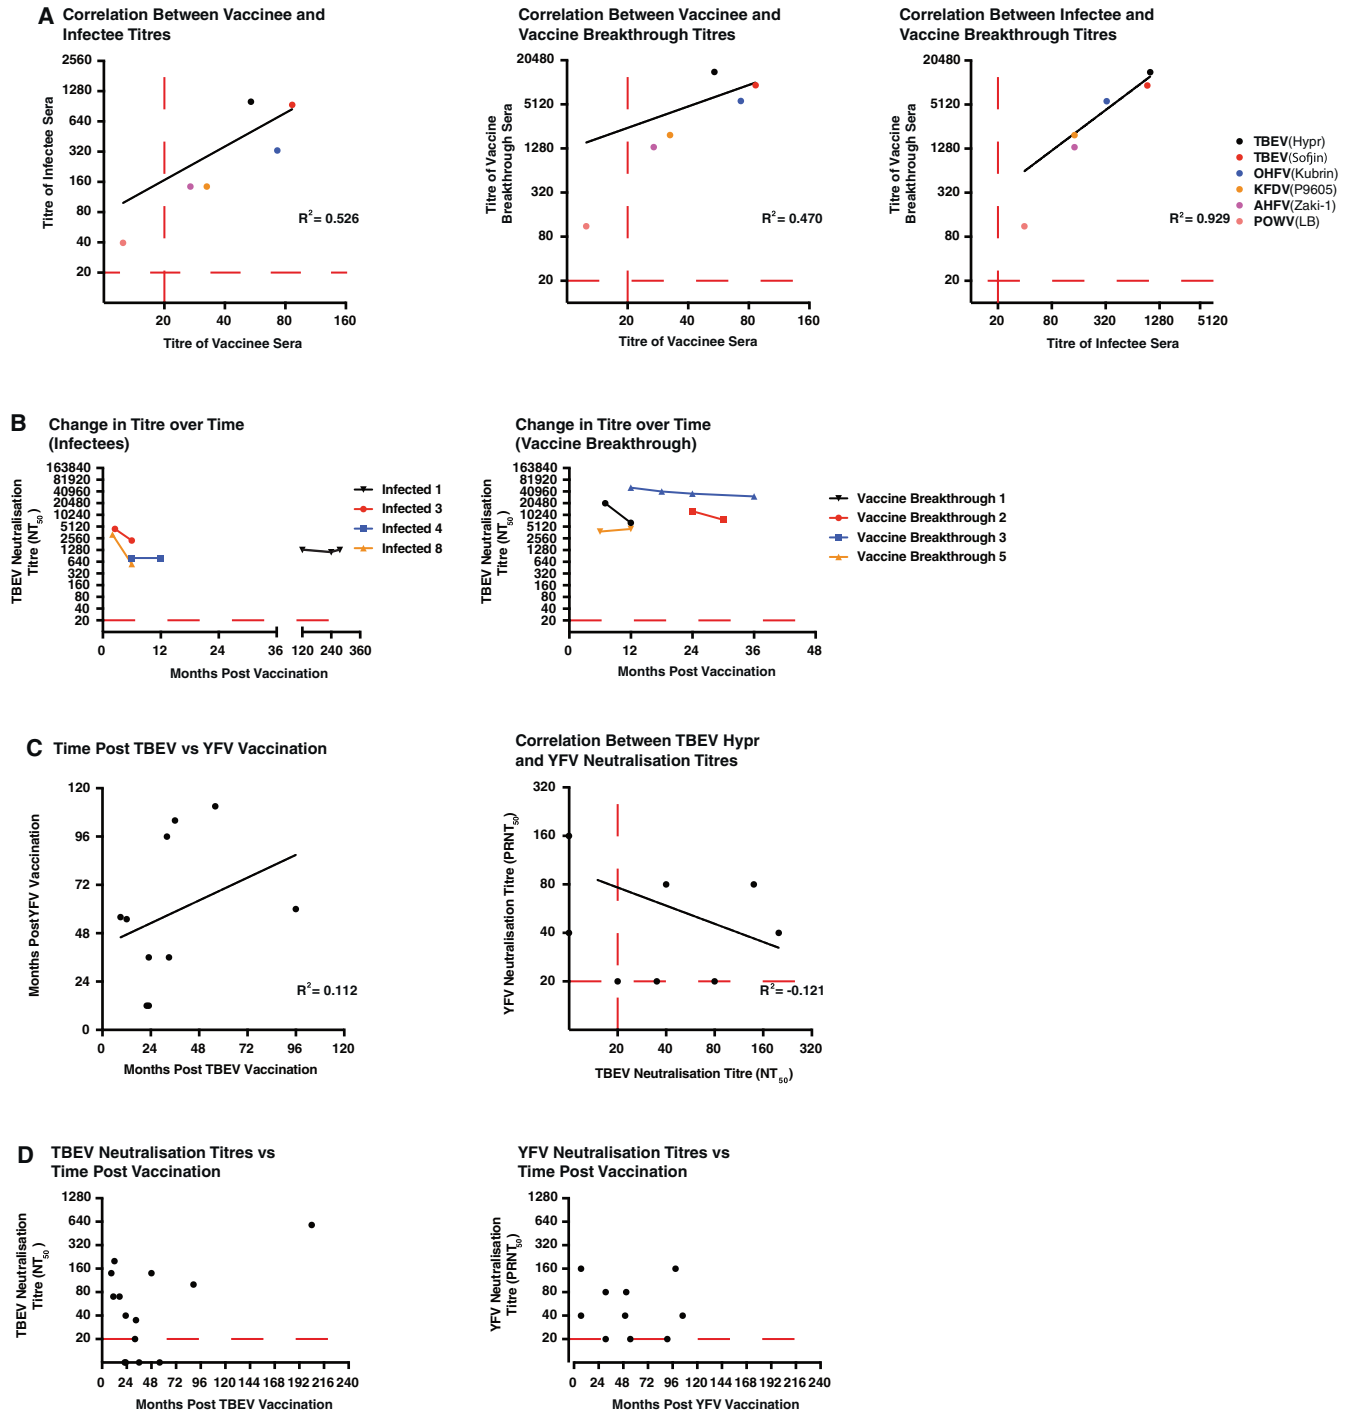 A
Correlation Between Vaccinee and
Infectee Titres
2560
1280
640
320
160
80
40
20
Titre of Infectee Sera
R2= 0.526
20 40 80 160
Titre of Vaccinee Sera
Correlation Between Vaccinee and
Vaccine Breakthrough Titres
20480
5120
1280
320
80
20
Titre of Vaccine
Breakthrough Sera
R2= 0.470
20 40 80 160
Titre of Vaccinee Sera
Correlation Between Infectee and
Vaccine Breakthrough Titres
20480
5120
1280
320
80
20
Titre of Vaccine
Breakthrough Sera
R2= 0.929
20 80 320 1280 5120
Titre of Infectee Sera
TBEV(Hypr)
TBEV(Sofjin)
OHFV(Kubrin)
KFDV(P9605)
AHFV(Zaki-1)
POWV(LB)
B
Change in Titre over Time
(Infectees)
163840
81920
40960
20480
10240
5120
2560
1280
640
320
160
80
40
20
TBEV Neutralisation
Titre (NT50)
0 12 24 36 120 240 360
Months Post Vaccination
Infected 1
Infected 3
Infected 4
Infected 8
Change in Titre over Time
(Vaccine Breakthrough)
163840
81920
40960
20480
10240
5120
2560
1280
640
320
160
80
40
20
TBEV Neutralisation
Titre (NT50)
0 12 24 36 48
Months Post Vaccination
Vaccine Breakthrough 1
Vaccine Breakthrough 2
Vaccine Breakthrough 3
Vaccine Breakthrough 5
C
Time Post TBEV vs YFV Vaccination
120
96
72
48
24
0
Months PostYFV Vaccination
R2= 0.112
0 24 48 72 96 120
Months Post TBEV Vaccination
Correlation Between TBEV Hypr
and YFV Neutralisation Titres
320
160
80
40
20
YFV Neutralisation Titre (PRNT50)
R2= -0.121
20 40 80 160 320
TBEV Neutralisation Titre (NT50)
D
TBEV Neutralisation Titres vs
Time Post Vaccination
1280
640
320
160
80
40
20
TBEV Neutralisation
Titre (NT50)
0 24 48 72 96 120 144 168 192 216 240
Months Post TBEV Vaccination
YFV Neutralisation Titres vs
Time Post Vaccination
1280
640
320
160
80
40
20
YFV Neutralisation
Titre (PRNT50)
0 24 48 72 96 120 144 168 192 216 240
Months Post YFV Vaccination